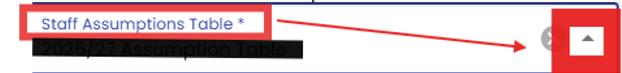 Staff Assumptions Table *
2026/27 Assumption Table